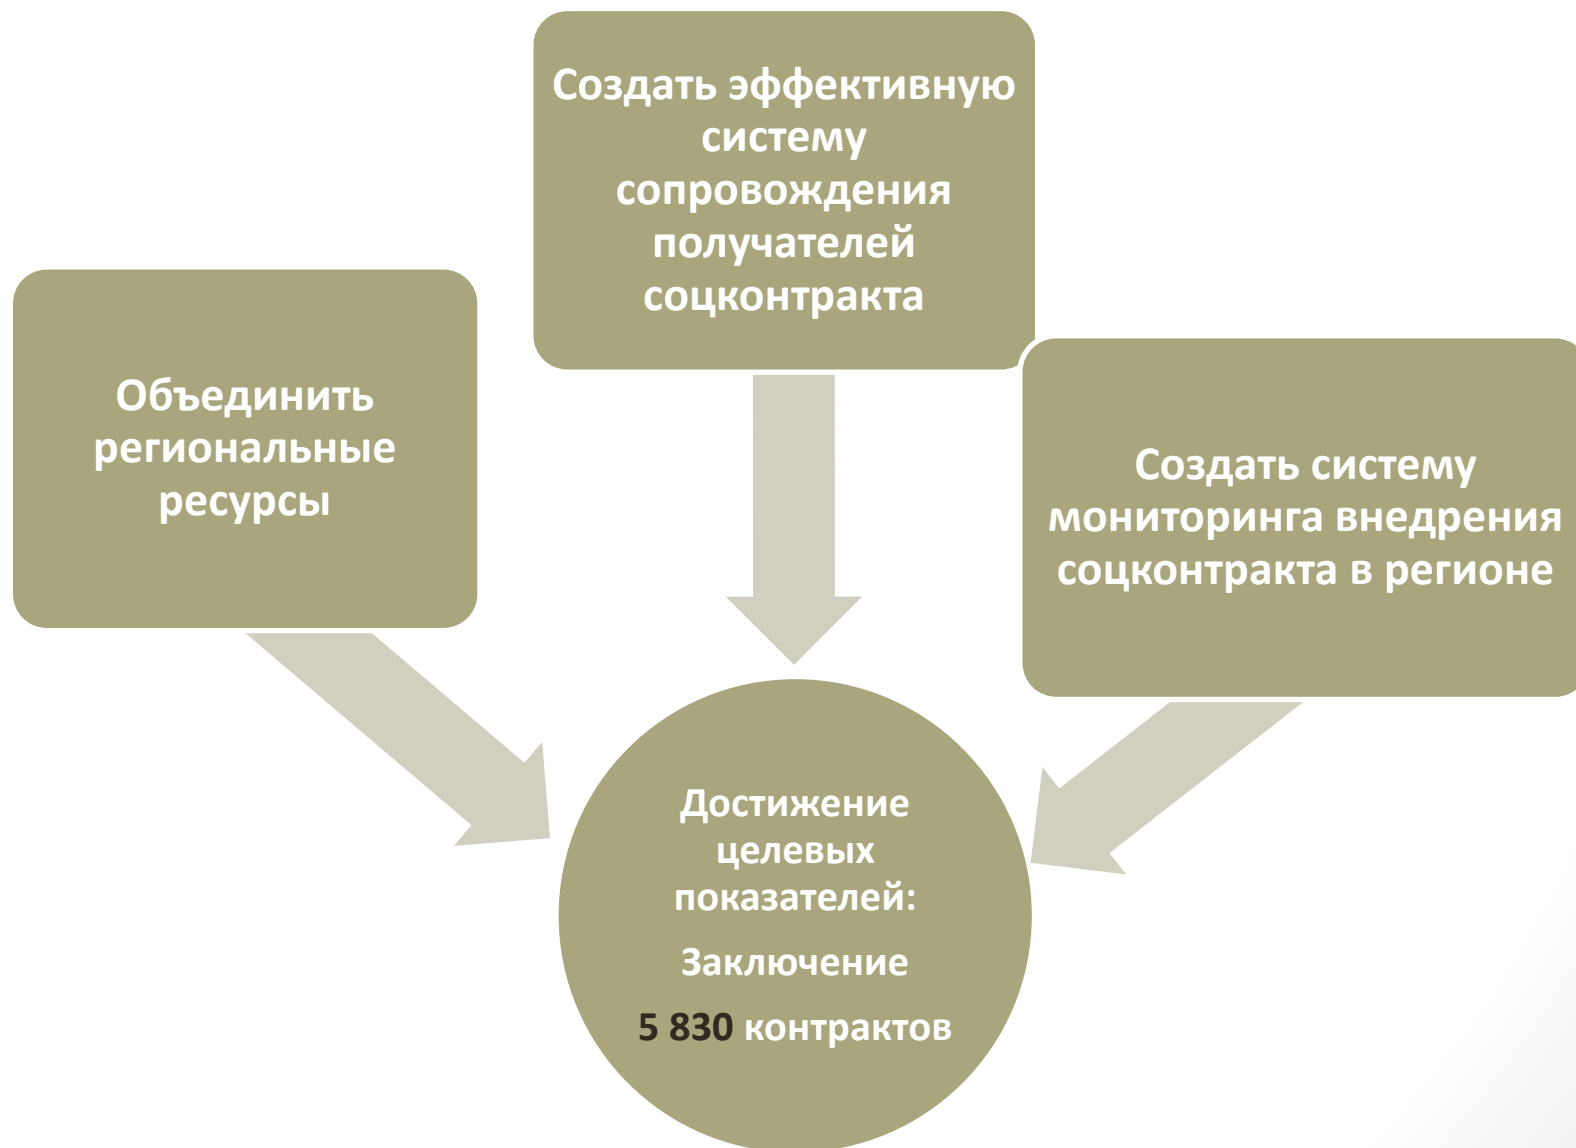 Создать эффективную
систему
сопровождения
получателей
соцконтракта
Объединить
региональные
ресурсы
Создать систему
мониторинга внедрения
соцконтракта в регионе
Достижение
целевых
показателей:
Заключение
5 830 контрактов